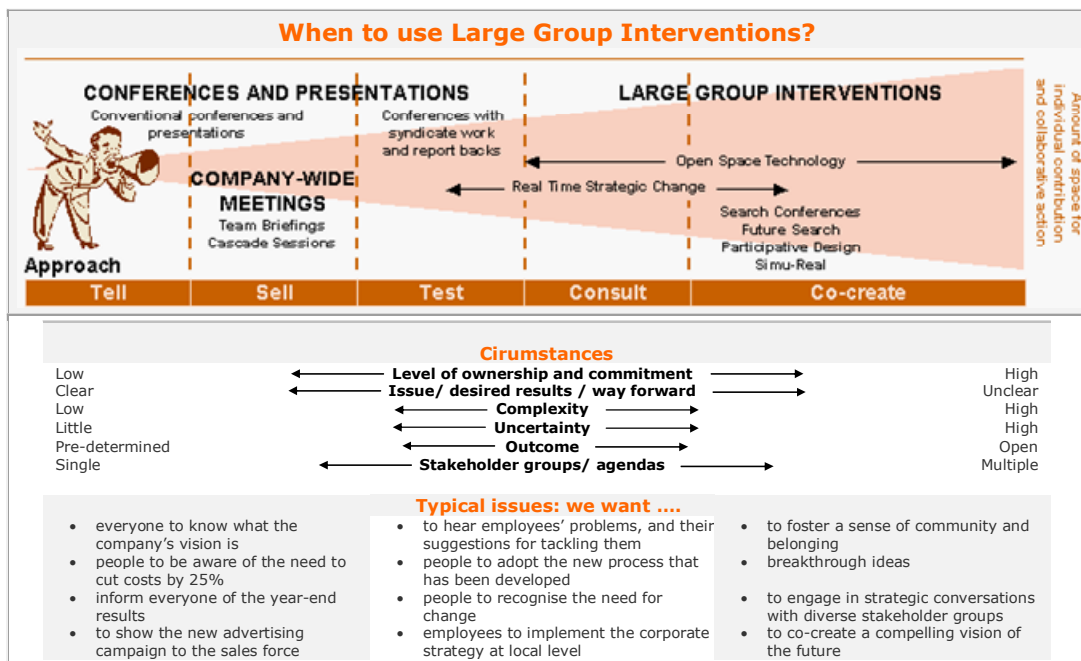 When to use Large Group Interventions?
CONFERENCES AND PRESENTATIONS
Conventional conferences and
presentations
Conferences with
syndicate work
and report backs
LARGE GROUP INTERVENTIONS
Open Space Technology
Real Time Strategic Change
COMPANY-WIDE
MEETINGS
Team Briefings
Cascade Sessions
Search Conferences
Future Search
Participative Design
Simu-Real
Amount of space for
individual contribution
and collaborative action
Approach
Tell Sell Test Consult Co-create
Cirumstances
Low Level of ownership and commitment High
Clear Issue/ desired results / way forward Unclear
Low Complexity High
Little Uncertainty High
Pre-determined Outcome Open
Single Stakeholder groups/ agendas Multiple
Typical issues: we want ....
• everyone to know what the
company's vision is
• people to be aware of the need to
cut costs by 25%
• inform everyone of the year-end
results
• to show the new advertising
campaign to the sales force
• to hear employees' problems, and their
suggestions for tackling them
• people to adopt the new process that
has been developed
• people to recognise the need for
change
• employees to implement the corporate
strategy at local level
• to foster a sense of community and
belonging
• breakthrough ideas
• to engage in strategic conversations
with diverse stakeholder groups
• to co-create a compelling vision of
the future